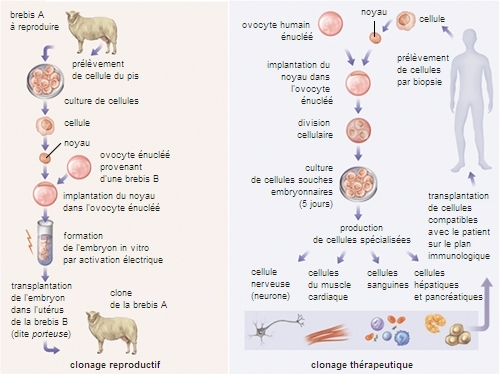 brebis A
à reproduire
prélèvement
de cellule du pis
culture de cellules
cellule
noyau
ovocyte énucléé
provenant
d'une brebis B
implantation du noyau
dans l'ovocyte énucléé
formation
de l'embryon in vitro
par activation électrique
transplantation
de l'embryon
dans l'utérus
de la brebis B
(dite porteuse)
clone
de la brebis A
clonage reproductif
ovocyte humain
énucléé
noyau
cellule
prélèvement
de cellules
par biopsie
implantation du
noyau dans
l'ovocyte
énucléé
division
cellulaire
culture
de cellules souches
embryonnaires
(5 jours)
production
de cellules spécialisées
transplantation
de cellules
compatibles
avec le patient
sur le plan
immunologique
cellule
nerveuse
(neurone)
cellules
du muscle
cardiaque
cellules
sanguines
cellules
hépatiques
et pancréatiques
clonage thérapeutique